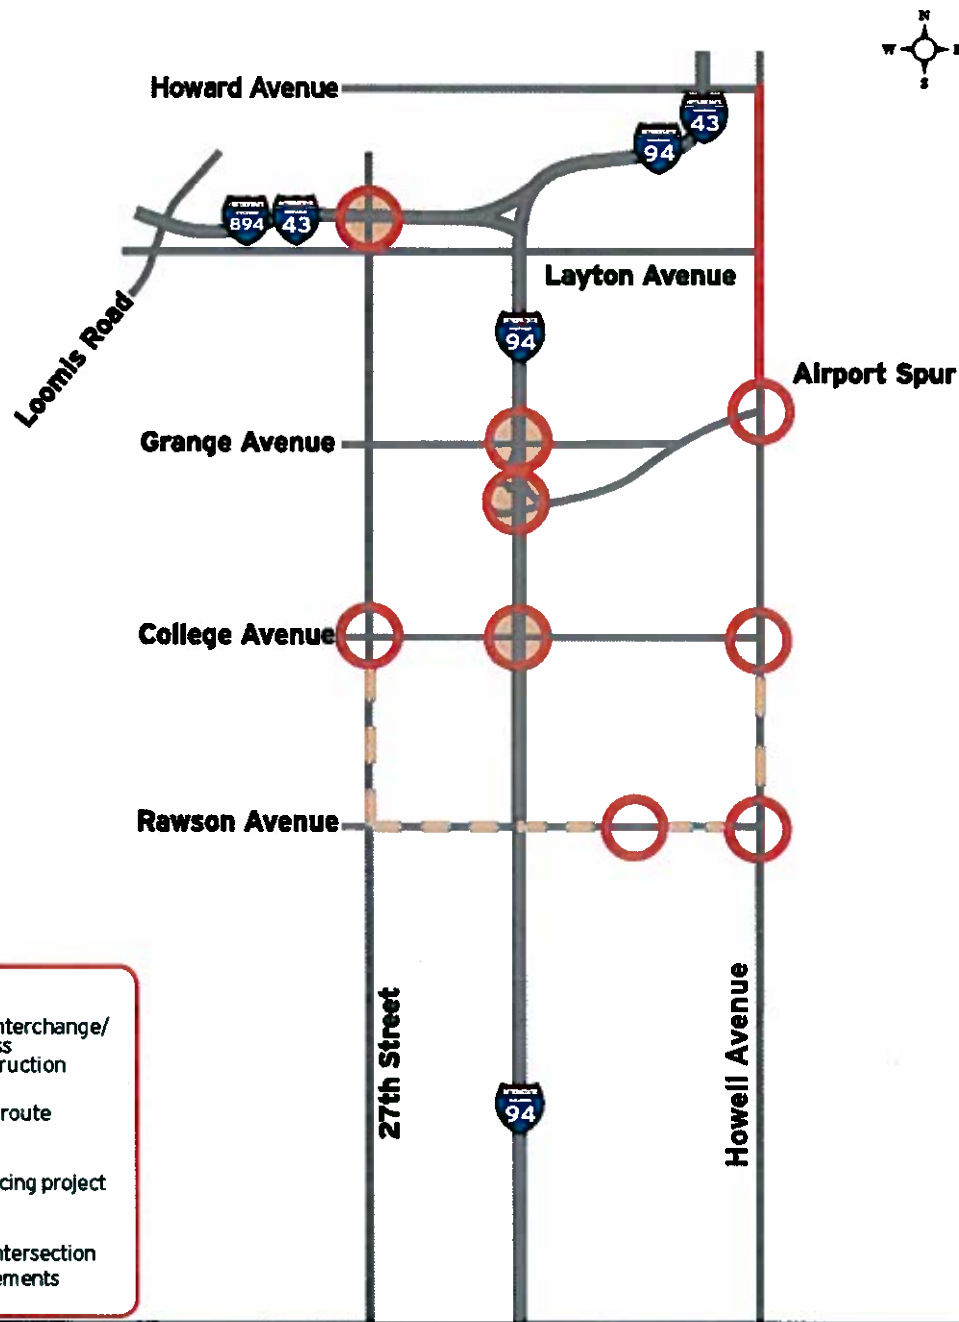 N
W
S
Howard Avenue
43
94
894
43
Layton Avenue
94
Loomis Road
Airport Spur
Grange Avenue
College Avenue
Rawson Avenue
27th Street
Howell Avenue
94
nterchange/
ss
ruction
route
cing project
ntersection
ements